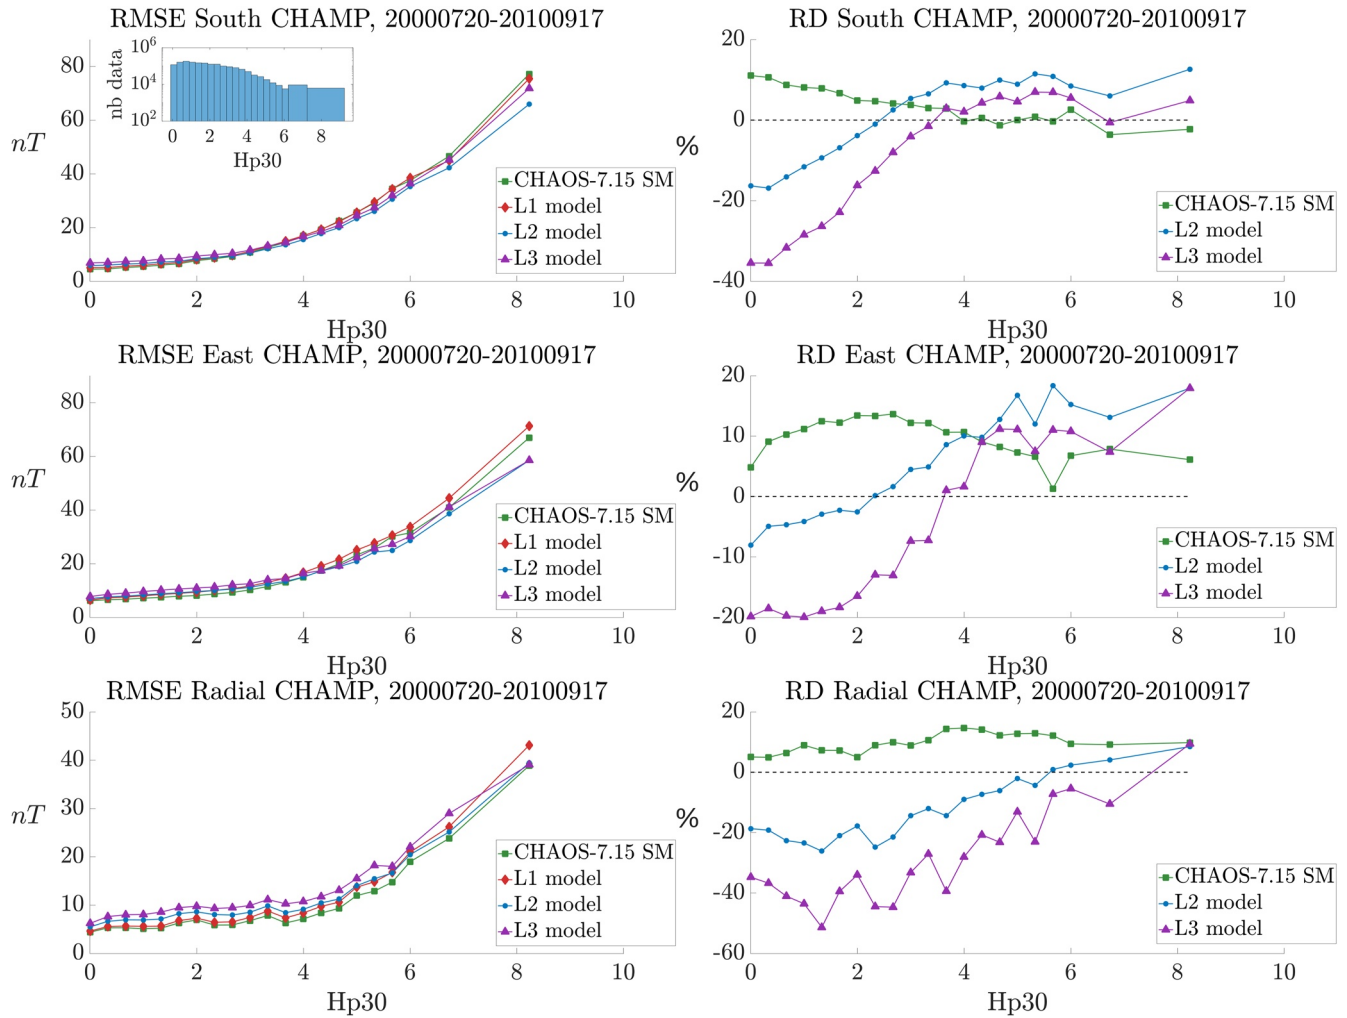 RMSE South CHAMP, 20000720-20100917
80
60
nT
40
20
0
0 2 4 6 8 10
Hp30
10^6
10^4
10^2
nb data
0 2 4 6 8
Hp30
CHAOS-7.15 SM
L1 model
L2 model
L3 model
RD South CHAMP, 20000720-20100917
20
0
%
-20
-40
0 2 4 6 8 10
Hp30
CHAOS-7.15 SM
L2 model
L3 model
RMSE East CHAMP, 20000720-20100917
80
60
nT
40
20
0
0 2 4 6 8 10
Hp30
CHAOS-7.15 SM
L1 model
L2 model
L3 model
RD East CHAMP, 20000720-20100917
20
10
%
0
-10
-20
0 2 4 6 8 10
Hp30
CHAOS-7.15 SM
L2 model
L3 model
RMSE Radial CHAMP, 20000720-20100917
50
40
30
nT
20
10
0
0 2 4 6 8 10
Hp30
CHAOS-7.15 SM
L1 model
L2 model
L3 model
RD Radial CHAMP, 20000720-20100917
20
0
%
-20
-40
-60
0 2 4 6 8 10
Hp30
CHAOS-7.15 SM
L2 model
L3 model